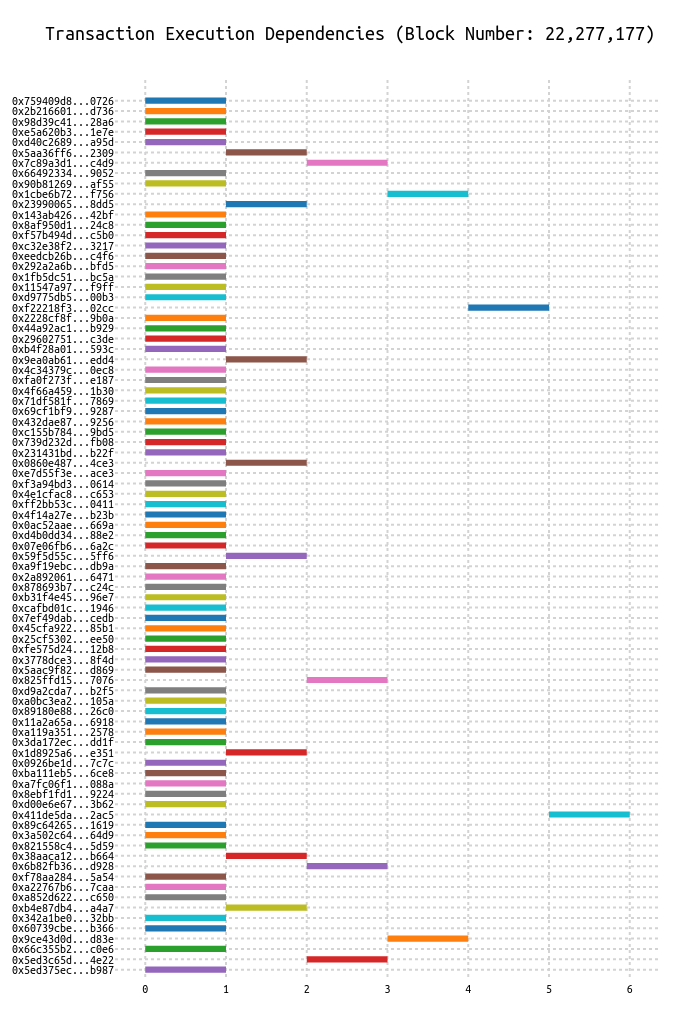 Transaction Execution Dependencies (Block Number: 22,277,177)
0x759409d8...0726
0x2b216601...d736
0x98d39c41...28a6
0xe5a620b3...1e7e
0xd40c2689...a95d
0x5aa36ff6...2309
0x7c89a3d1...c4d9
0x66492334...9052
0x90b81269...af55
0x1cbe6b72...f756
0x23990065...8dd5
0x143ab426...42bf
0x8af950d1...24c8
0xf57b494d...c5b0
0xc32e38f2...3217
0xeedcb26b...c4f6
0x292a2a6b...bfd5
0x1fb5dc51...bc5a
0x11547a97...f9ff
0xd9775db5...00b3
0xf22218f3...02cc
0x2228cf8f...9b0a
0x44a92ac1...b929
0x29602751...c3de
0xb4f28a01...593c
0x9ea0ab61...edd4
0x4c34379c...0ec8
0xfa0f273f...e187
0x4f66a459...1b30
0x71df581f...7869
0x69cf1bf9...9287
0x432dae87...9256
0xc155b784...9bd5
0x739d232d...fb08
0x231431bd...b22f
0x0860e487...4ce3
0xe7d55f3e...ace3
0xf3a94bd3...0614
0x4e1cfac8...c653
0xff2bb53c...0411
0x4f14a27e...b23b
0x0ac52aae...669a
0xd4b0dd34...88e2
0x07e06fb6...6a2c
0x59f5d55c...5ff6
0xa9f19ebc...db9a
0x2a892061...6471
0x878693b7...c24c
0xb31f4e45...96e7
0xcafbd01c...1946
0x7ef49dab...cedb
0x45cfa922...85b1
0x25cf5302...ee50
0xfe575d24...12b8
0x3778dce3...8f4d
0x5aac9f82...d869
0x825ffd15...7076
0xd9a2cda7...b2f5
0xa0bc3ea2...105a
0x89180e88...26c0
0x11a2a65a...6918
0xa119a351...2578
0x3da172ec...dd1f
0x1d8925a6...e351
0x0926be1d...7c7c
0xba111eb5...6ce8
0xa7fc06f1...088a
0x8ebf1fd1...9224
0xd00e6e67...3b62
0x411de5da...2ac5
0x89c64265...1619
0x3a502c64...64d9
0x821558c4...5d59
0x38aaca12...b664
0x6b82fb36...d928
0xf78aa284...5a54
0xa22767b6...7caa
0xa852d622...c650
0xb4e87db4...a4a7
0x342a1be0...32bb
0x60739cbe...b366
0x9ce43d0d...d83e
0x66c355b2...c0e6
0x5ed3c65d...4e22
0x5ed375ec...b987
0 1 2 3 4 5 6